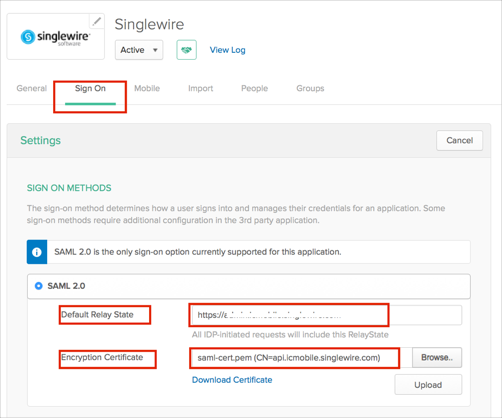 Singlewire
singlewire
software
Active
View Log
General
Sign On
Mobile
Import
People
Groups
Settings
Cancel
SIGN ON METHODS
The sign-on method determines how a user signs into and manages their credentials for an application. Some
sign-on methods require additional configuration in the 3rd party application.
SAML 2.0 is the only sign-on option currently supported for this application.
SAML 2.0
Default Relay State
https://a
All IDP-initiated requests will include this RelayState
Encryption Certificate
saml-cert.pem (CN=api.icmobile.singlewire.com)
Browse..
Download Certificate
Upload